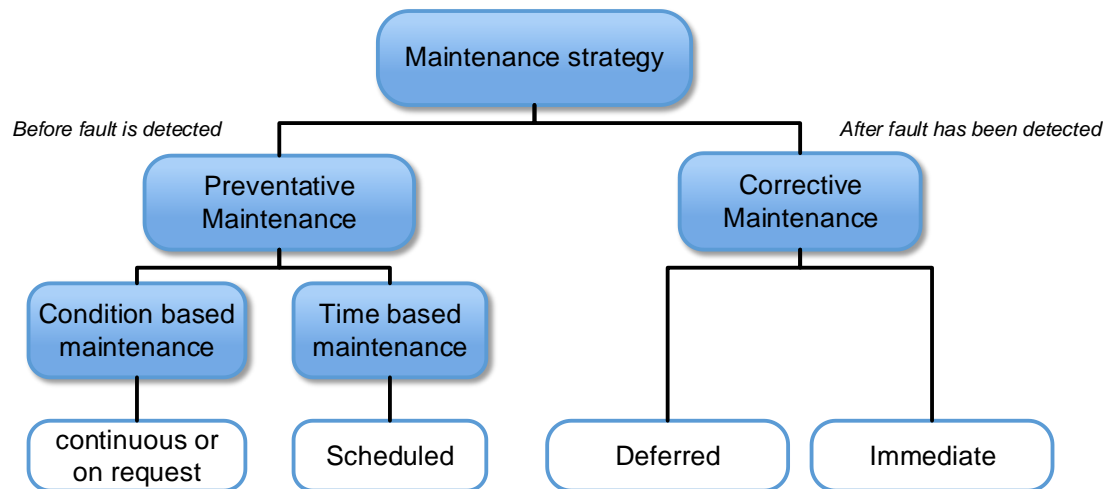 Maintenance strategy
Before fault is detected
After fault has been detected
Preventative
Maintenance
Corrective
Maintenance
Condition based
maintenance
Time based
maintenance
continuous or
on request
Scheduled
Deferred
Immediate